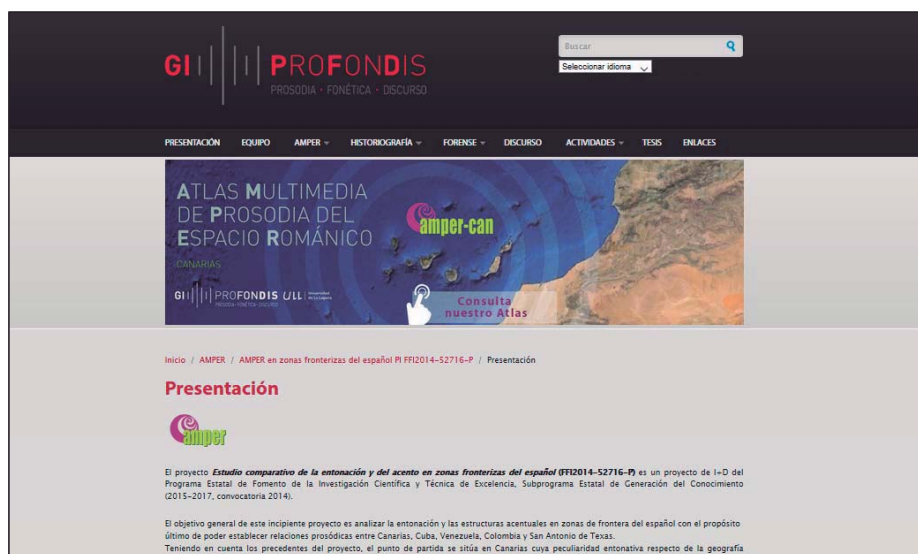 GI PROFONDIS
PROSODIA · FONÉTICA · DISCURSO
Buscar
Seleccionar idioma
PRESENTACIÓN EQUIPO AMPER HISTORIOGRAFÍA FORENSE DISCURSO ACTIVIDADES TESIS ENLACES
ATLAS MULTIMEDIA
DE PROSODIA DEL
ESPACIO ROMÁNICO
CANARIAS
amper-can
GI PROFONDIS ULL Universidad de La Laguna
PROSODIA·FONÉTICA·DISCURSO
Consulta
nuestro Atlas
Inicio / AMPER / AMPER en zonas fronterizas del español PI FFI2014-52716-P / Presentación
Presentación
amper
El proyecto Estudio comparativo de la entonación y del acento en zonas fronterizas del español (FFI2014-52716-P) es un proyecto de I+D del
Programa Estatal de Fomento de la Investigación Científica y Técnica de Excelencia, Subprograma Estatal de Generación del Conocimiento
(2015-2017, convocatoria 2014).
El objetivo general de este incipiente proyecto es analizar la entonación y las estructuras acentuales en zonas de frontera del español con el propósito
último de poder establecer relaciones prosódicas entre Canarias, Cuba, Venezuela, Colombia y San Antonio de Texas.
Teniendo en cuenta los precedentes del proyecto, el punto de partida se sitúa en Canarias cuya peculiaridad entonativa respecto de la geografía